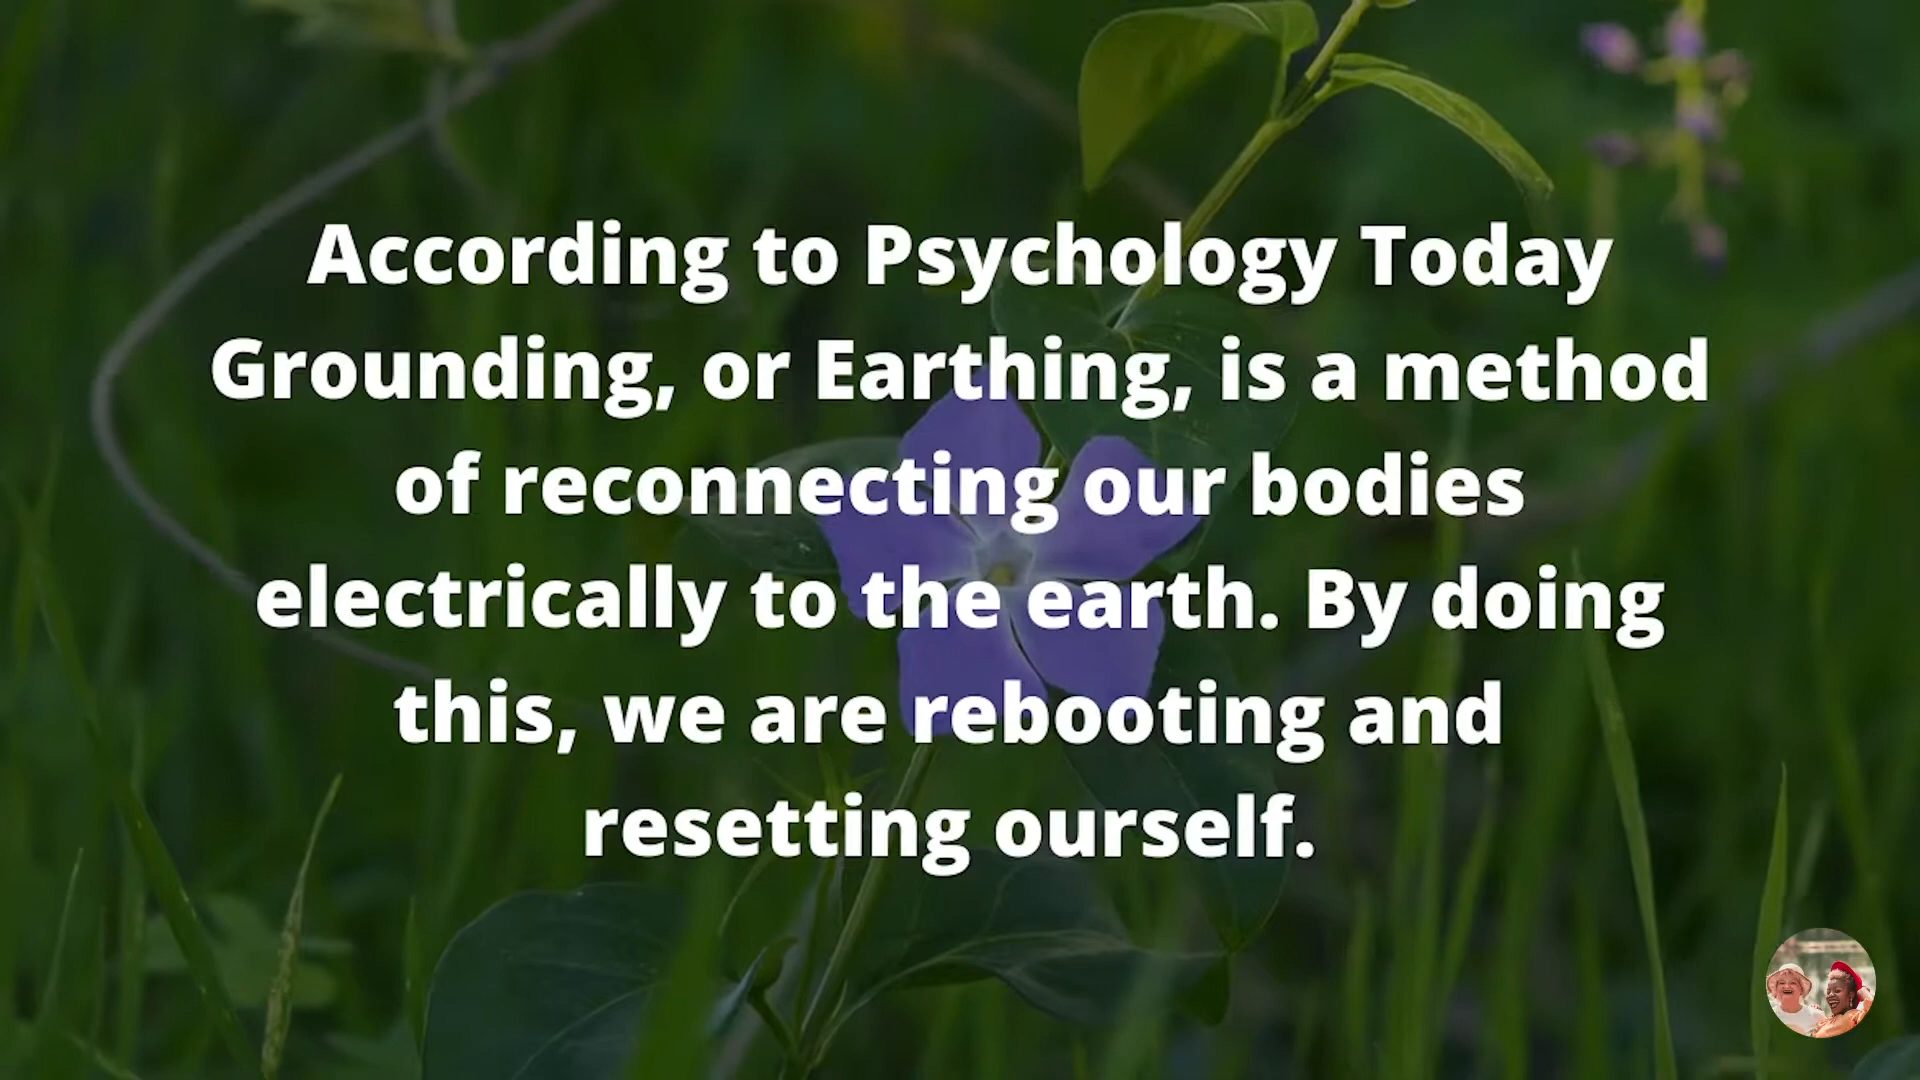 According to Psychology Today
Grounding, or Earthing, is a method
of reconnecting our bodies
electrically to the earth. By doing
this, we are rebooting and
resetting ourself.